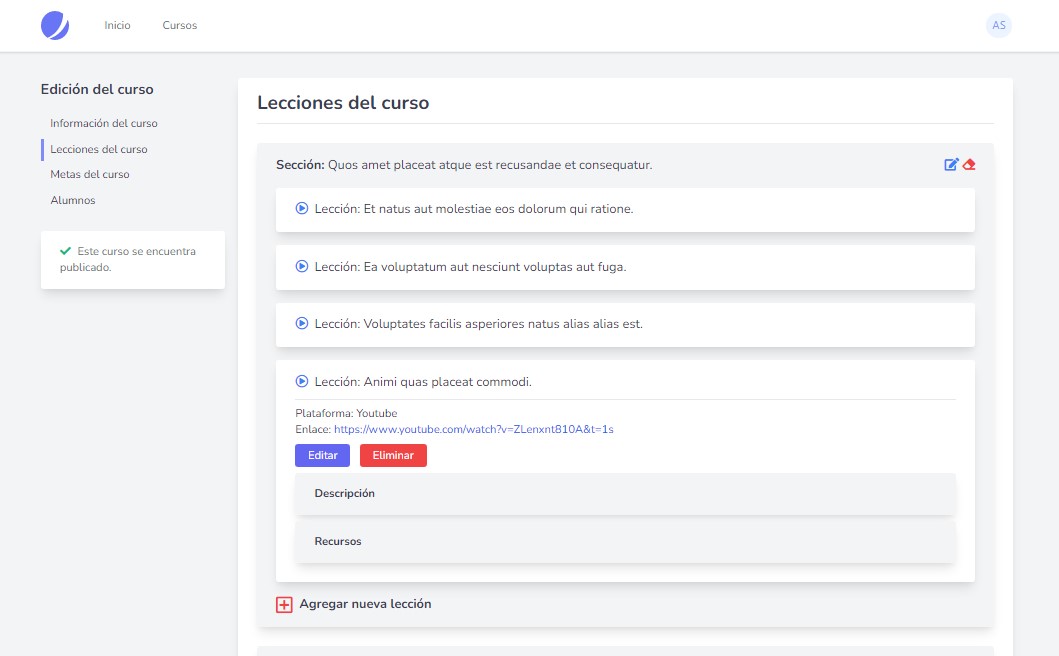 Inicio
Cursos
AS
Edición del curso
Información del curso
Lecciones del curso
Metas del curso
Alumnos
Este curso se encuentra
publicado.
Lecciones del curso
Sección: Quos amet placeat atque est recusandae et consequatur.
Lección: Et natus aut molestiae eos dolorum qui ratione.
Lección: Ea voluptatum aut nesciunt voluptas aut fuga.
Lección: Voluptates facilis asperiores natus alias alias est.
Lección: Animi quas placeat commodi.
Plataforma: Youtube
Enlace: https://www.youtube.com/watch?v=ZLenxnt810A&t=1s
Editar
Eliminar
Descripción
Recursos
Agregar nueva lección